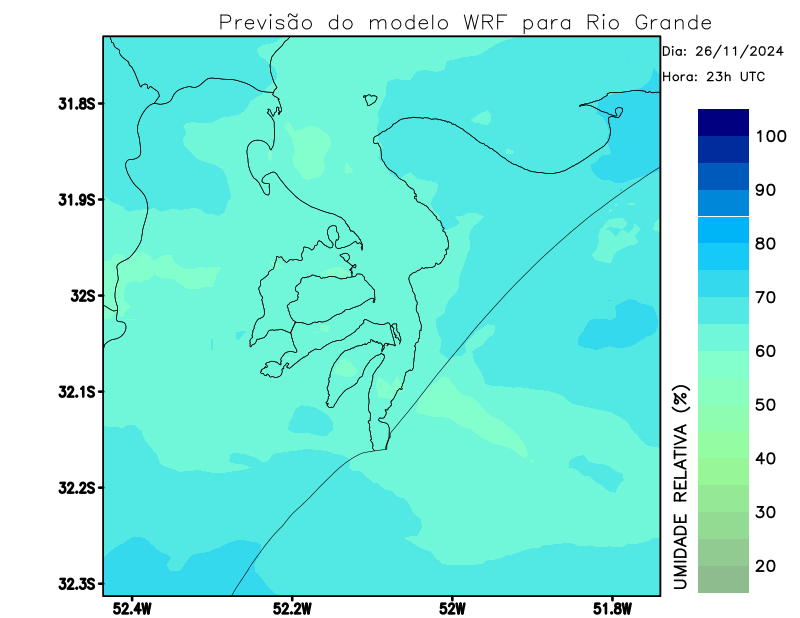 Previsão do modelo WRF para Rio Grande
Dia: 26/11/2024
Hora: 23h UTC
31.8S
31.9S
32S
32.1S
32.2S
32.3S
52.4W
52.2W
52W
51.8W
UMIDADE RELATIVA (%)
100
90
80
70
60
50
40
30
20